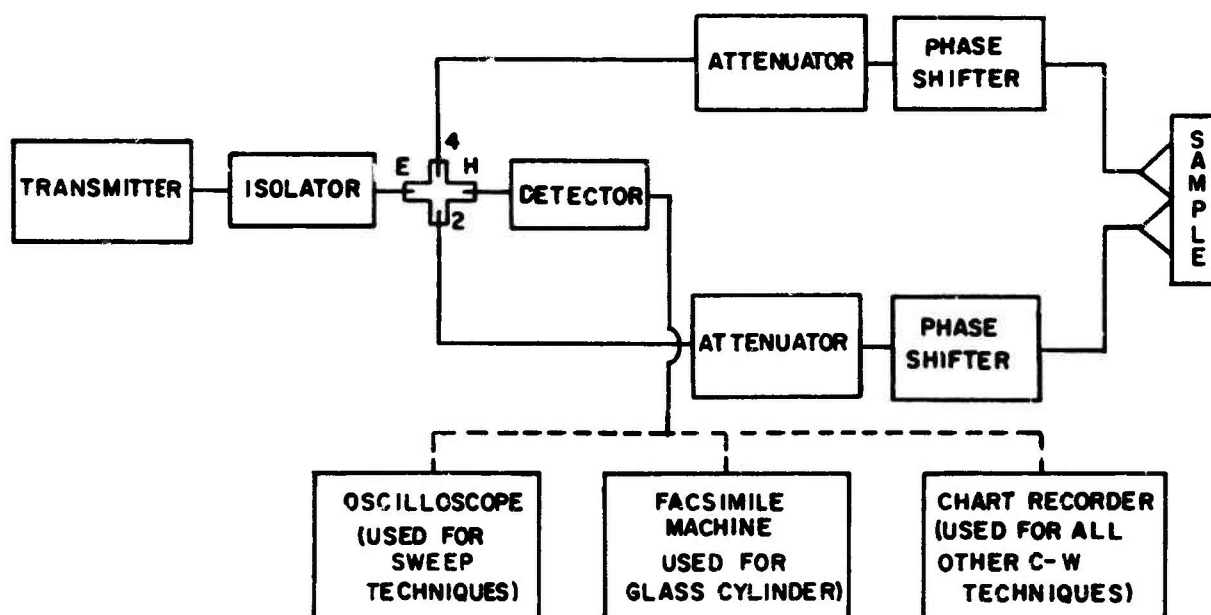 ATTENUATOR
PHASE
SHIFTER
TRANSMITTER
ISOLATOR
E
4
H
2
DETECTOR
SAMPLE
ATTENUATOR
PHASE
SHIFTER
OSCILLOSCOPE
(USED FOR
SWEEP
TECHNIQUES)
FACSIMILE
MACHINE
USED FOR
GLASS CYLINDER)
CHART RECORDER
(USED FOR ALL
OTHER C-W
TECHNIQUES)